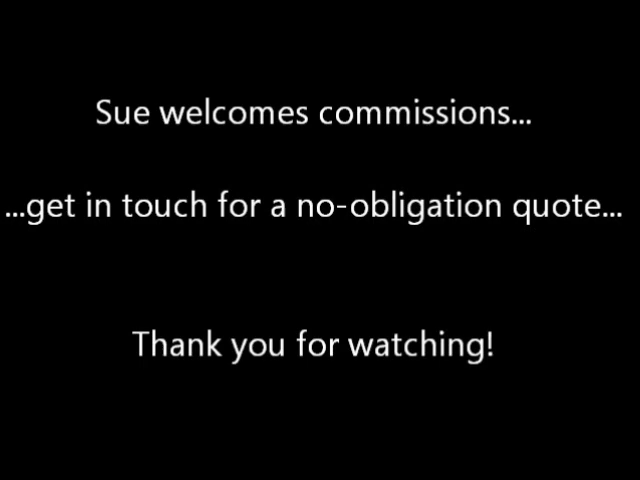 Sue welcomes commissions...
...get in touch for a no-obligation quote...
Thank you for watching!